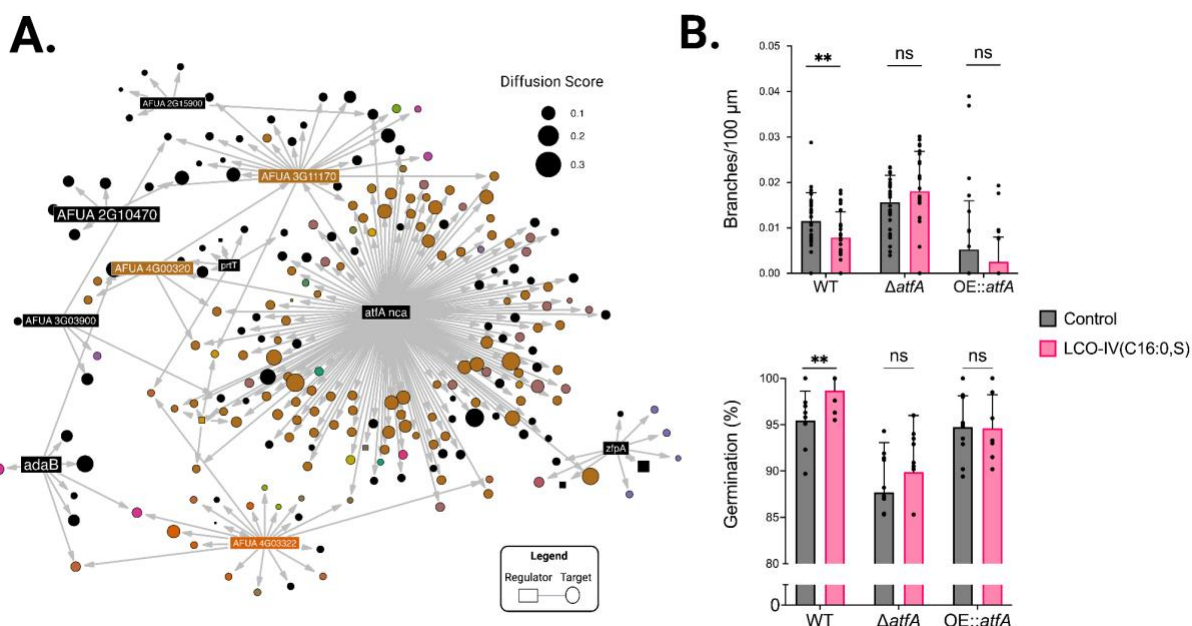 A.
AFUA 2G15900
Diffusion Score
0.1
0.2
0.3
AFUA 3G11170
AFUA 2G10470
prtT
AFUA 4G00320
atfA nca
AFUA 3G03900
zfpA
adaB
AFUA 4G03322
Legend
Regulator Target
B.
Branches/100 µm
0.05
0.04
0.03
0.02
0.01
0.00
** ns ns
WT ΔatfA OE::atfA
Control
LCO-IV(C16:0,S)
Germination (%)
100
95
90
85
80
0
** ns ns
WT ΔatfA OE::atfA